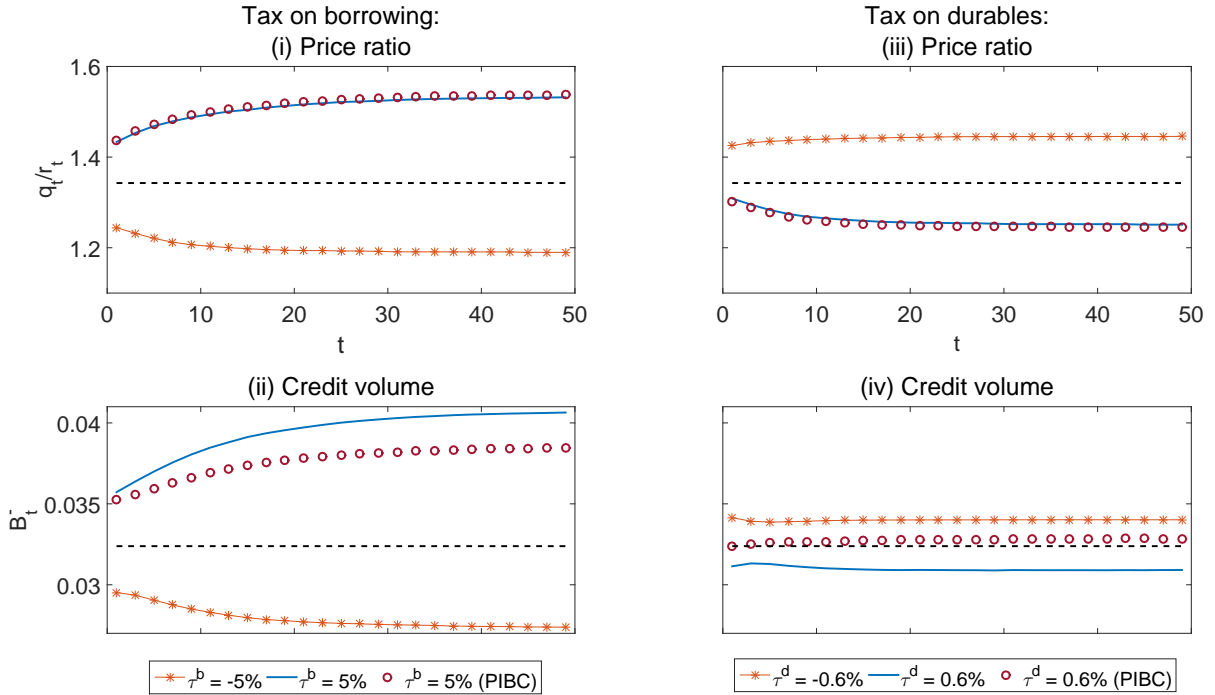 Tax on borrowing:
(i) Price ratio
1.6
1.4
1.2
q_t/r_t
0 10 20 30 40 50
t
(ii) Credit volume
0.04
0.035
0.03
B_t^-
τ^b = -5% τ^b = 5% τ^b = 5% (PIBC)
Tax on durables:
(iii) Price ratio
0 10 20 30 40 50
t
(iv) Credit volume
τ^d = -0.6% τ^d = 0.6% τ^d = 0.6% (PIBC)